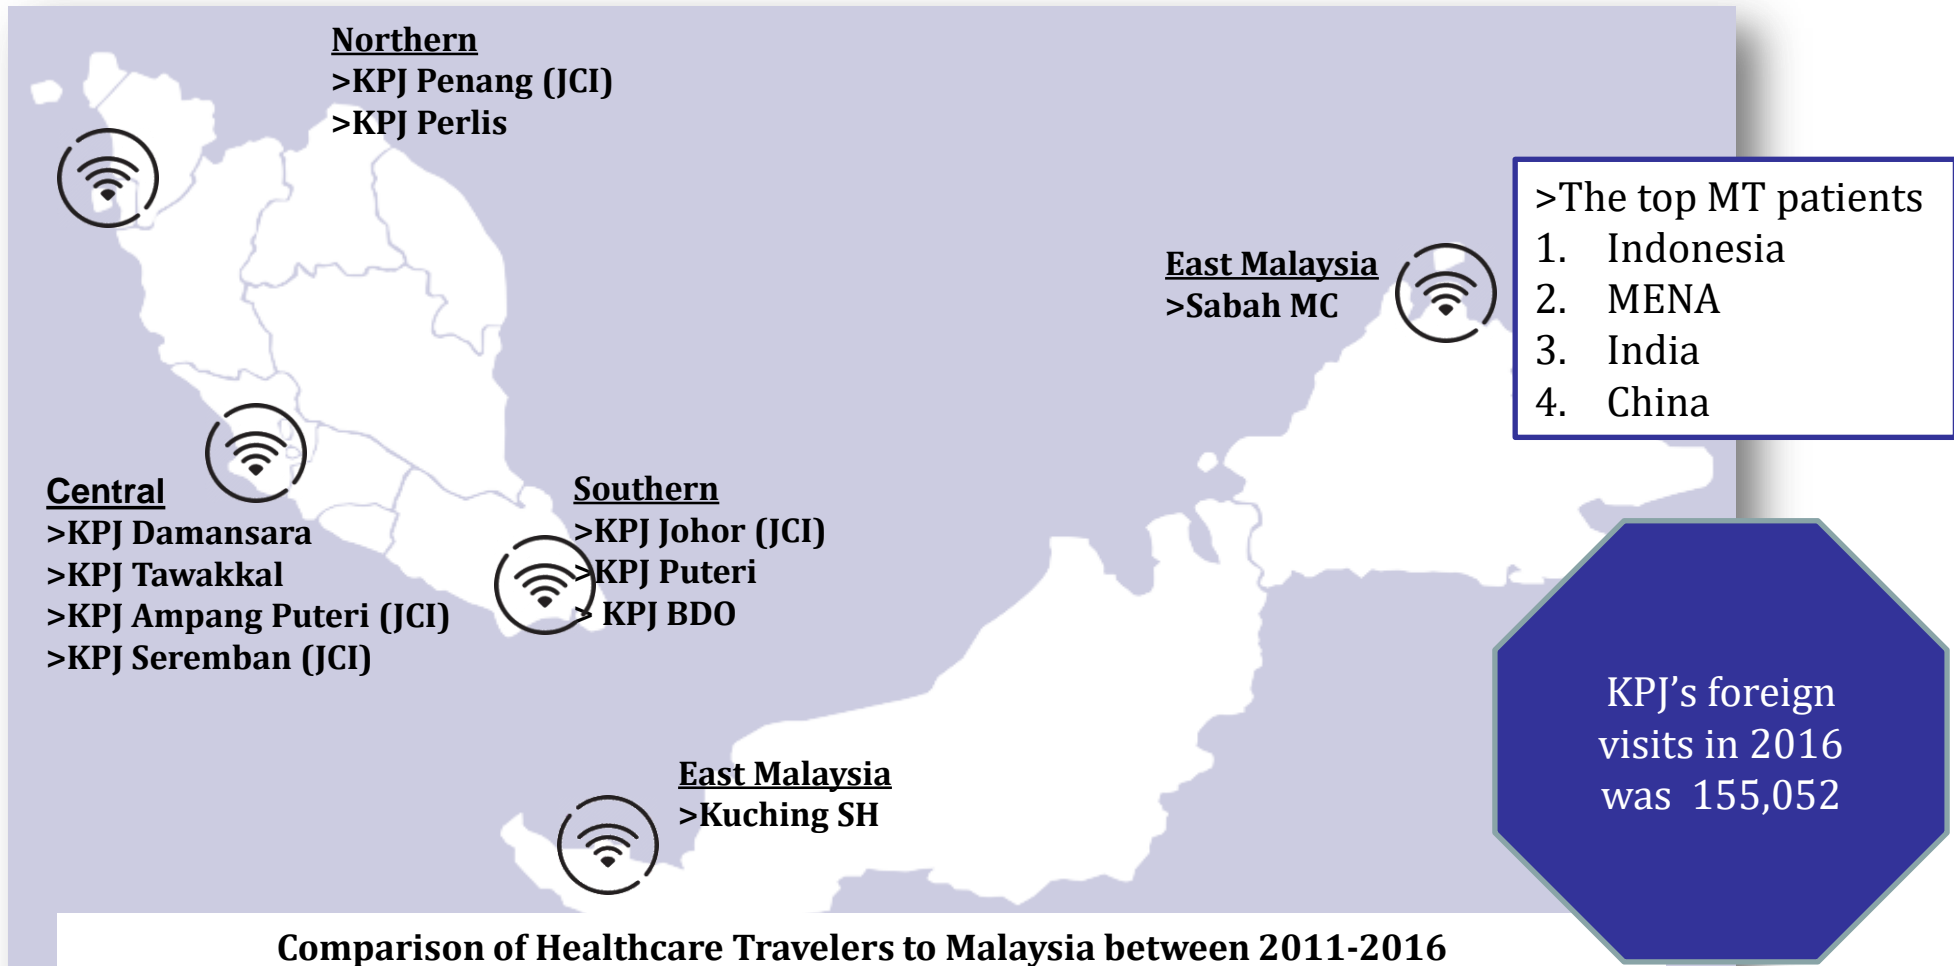 Northern
>KPJ Penang (JCI)
>KPJ Perlis
East Malaysia
>Sabah MC
>The top MT patients
1. Indonesia
2. MENA
3. India
4. China
Central
>KPJ Damansara
>KPJ Tawakkal
>KPJ Ampang Puteri (JCI)
>KPJ Seremban (JCI)
Southern
>KPJ Johor (JCI)
>KPJ Puteri
> KPJ BDO
East Malaysia
>Kuching SH
KPJ’s foreign
visits in 2016
was 155,052
Comparison of Healthcare Travelers to Malaysia between 2011-2016